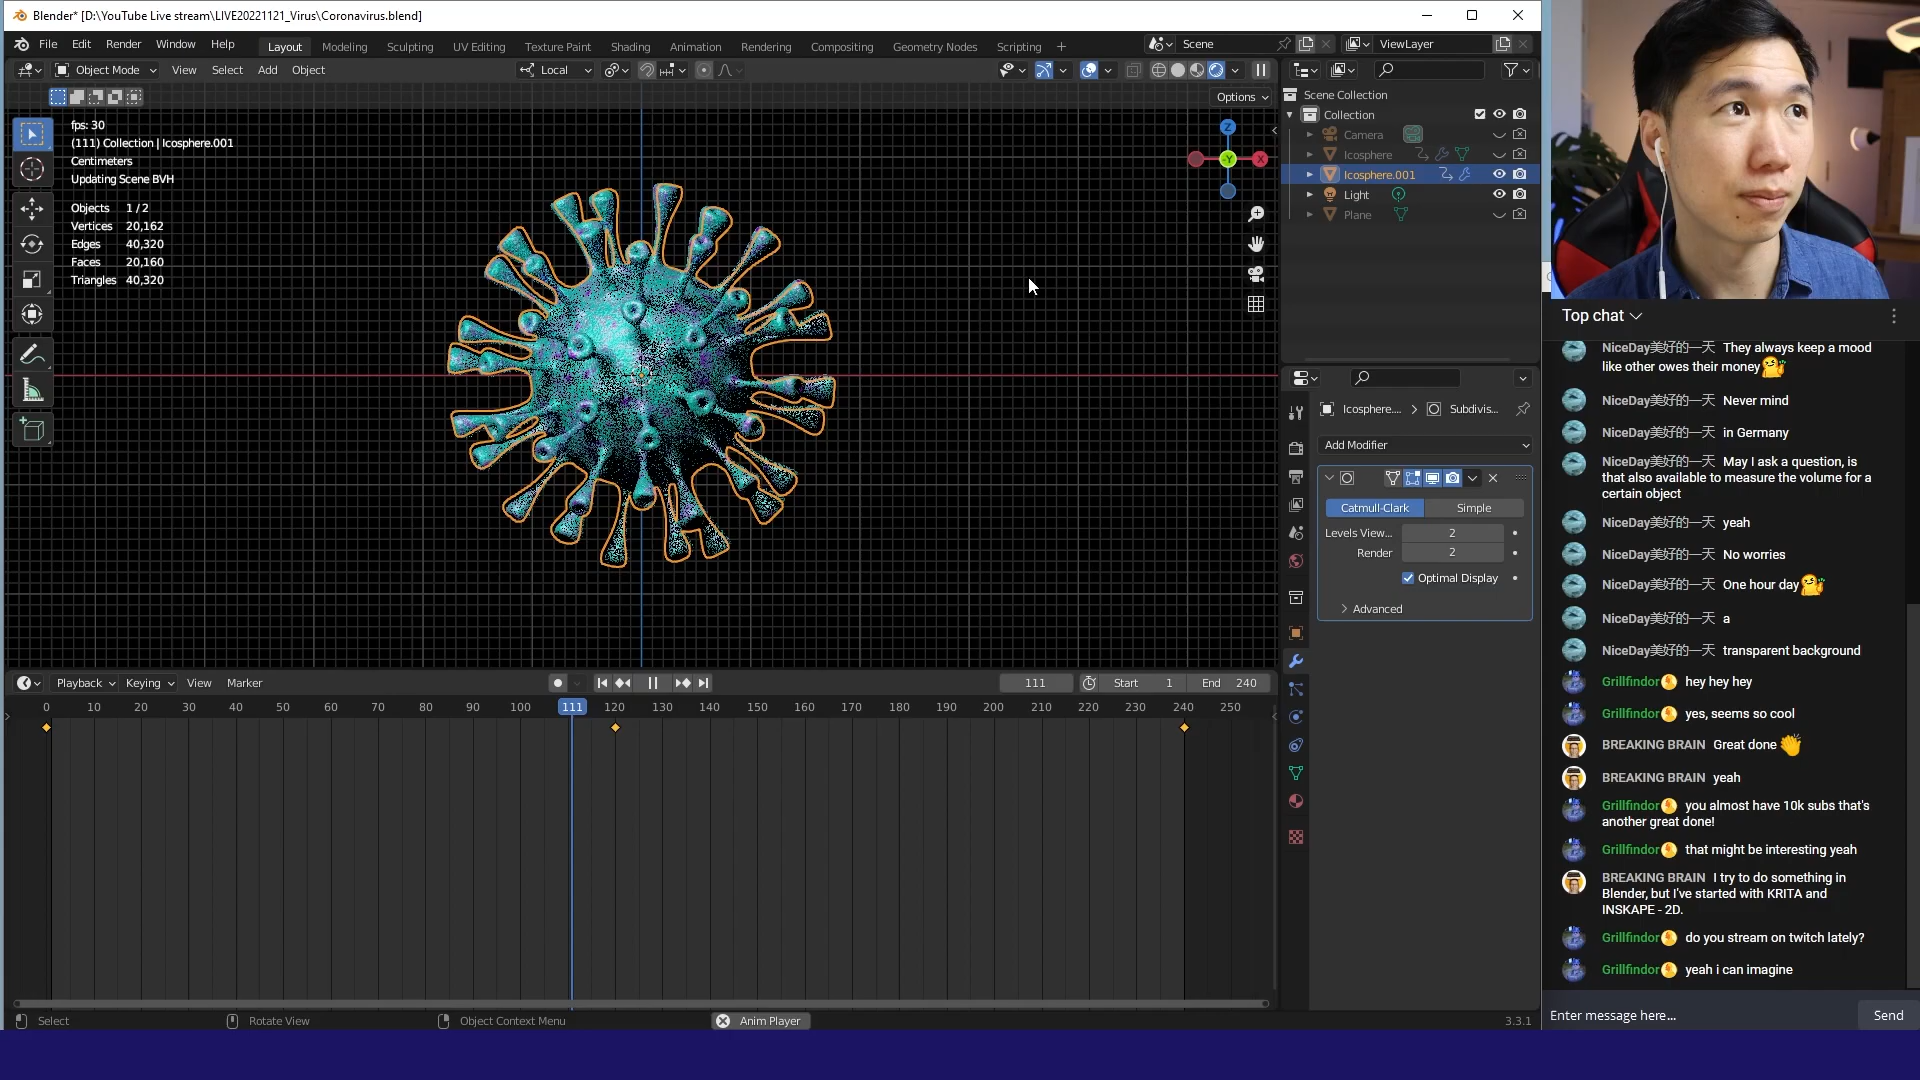 Blender* [D:\YouTube Live stream\LIVE20221121_Virus\Coronavirus.blend]
File Edit Render Window Help Layout Modeling Sculpting UV Editing Texture Paint Shading Animation Rendering Compositing Geometry Nodes Scripting + Scene ViewLayer
Object Mode View Select Add Object Local
Options
fps: 30
(111) Collection | Icosphere.001
Centimeters
Updating Scene BVH
Objects 1 / 2
Vertices 20,162
Edges 40,320
Faces 20,160
Triangles 40,320
Z
-Y X
Scene Collection
Collection
Camera
Icosphere
Icosphere.001
Light
Plane
Icosphere.... > Subdivis...
Add Modifier
Catmull-Clark Simple
Levels View... 2
Render 2
Optimal Display
Advanced
Playback Keying View Marker 111 Start 1 End 240
0 10 20 30 40 50 60 70 80 90 100 111 120 130 140 150 160 170 180 190 200 210 220 230 240 250
Select Rotate View Object Context Menu Anim Player 3.3.1
Top chat
NiceDay美好的一天 They always keep a mood
like other owes their money
NiceDay美好的一天 Never mind
NiceDay美好的一天 in Germany
NiceDay美好的一天 May I ask a question, is
that also available to measure the volume for a
certain object
NiceDay美好的一天 yeah
NiceDay美好的一天 No worries
NiceDay美好的一天 One hour day
NiceDay美好的一天 a
NiceDay美好的一天 transparent background
Grillfindor hey hey hey
Grillfindor yes, seems so cool
BREAKING BRAIN Great done
BREAKING BRAIN yeah
Grillfindor you almost have 10k subs that's
another great done!
Grillfindor that might be interesting yeah
BREAKING BRAIN I try to do something in
Blender, but I've started with KRITA and
INSKAPE - 2D.
Grillfindor do you stream on twitch lately?
Grillfindor yeah i can imagine
Enter message here... Send